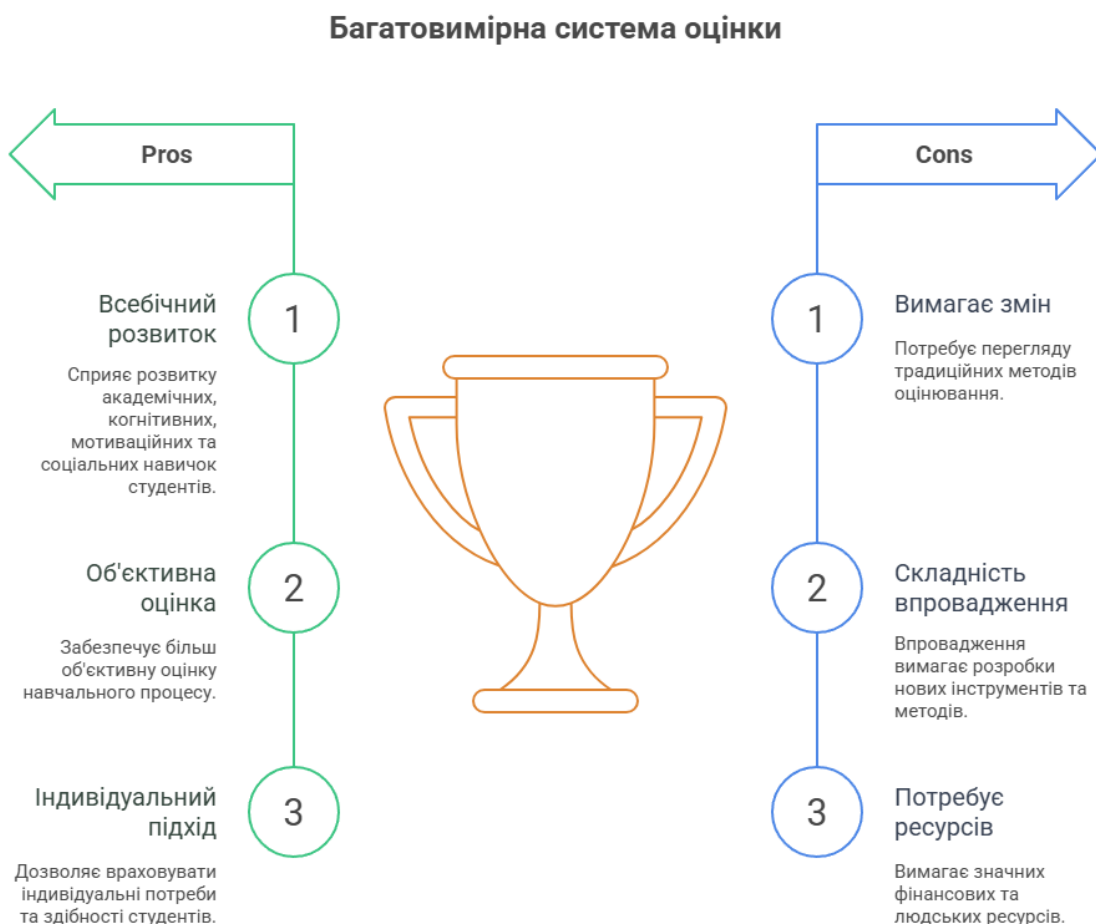 Багатовимірна система оцінки
Pros
1
Всебічний
розвиток
Сприяє розвитку
академічних,
когнітивних,
мотиваційних та
соціальних навичок
студентів.
2
Об'єктивна
оцінка
Забезпечує більш
об'єктивну оцінку
навчального процесу.
3
Індивідуальний
підхід
Дозволяє враховувати
індивідуальні потреби
та здібності студентів.
Cons
1
Вимагає змін
Потребує перегляду
традиційних методів
оцінювання.
2
Складність
впровадження
Впровадження
вимагає розробки
нових інструментів та
методів.
3
Потребує
ресурсів
Вимагає значних
фінансових та
людських ресурсів.